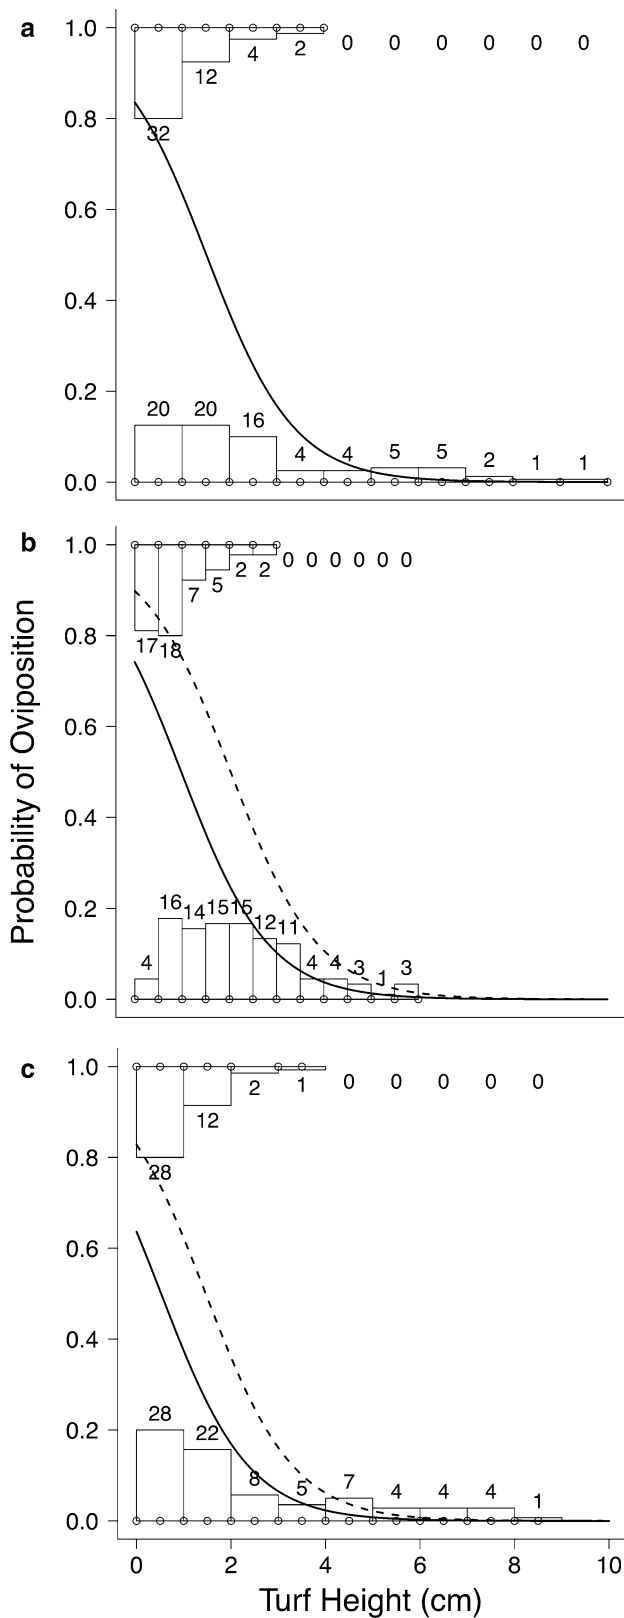 a
1.0
0.8
0.6
0.4
0.2
0.0
32 12 4 2 0 0 0 0 0 0
20 20 16 4 4 5 5 2 1 1
b
1.0
0.8
0.6
0.4
0.2
0.0
17 18 7 5 2 2 0 0 0 0 0 0
4 16 14 15 15 12 11 4 4 3 1 3
Probability of Oviposition
c
1.0
0.8
0.6
0.4
0.2
0.0
28 12 2 1 0 0 0 0 0
28 22 8 5 7 4 4 4 1
0 2 4 6 8 10
Turf Height (cm)